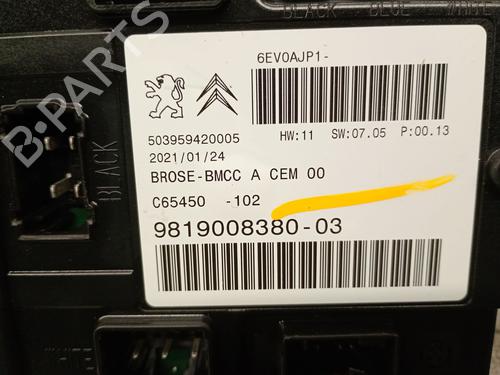 BLACK BLUE WHITE
6EV0AJP1-
503959420005
HW:11 SW:07.05 P:00.13
2021/01/24
BROSE-BMCC A CEM 00
C65450 -102
9819008380-03
BLACK
WHITE
B-PARTS